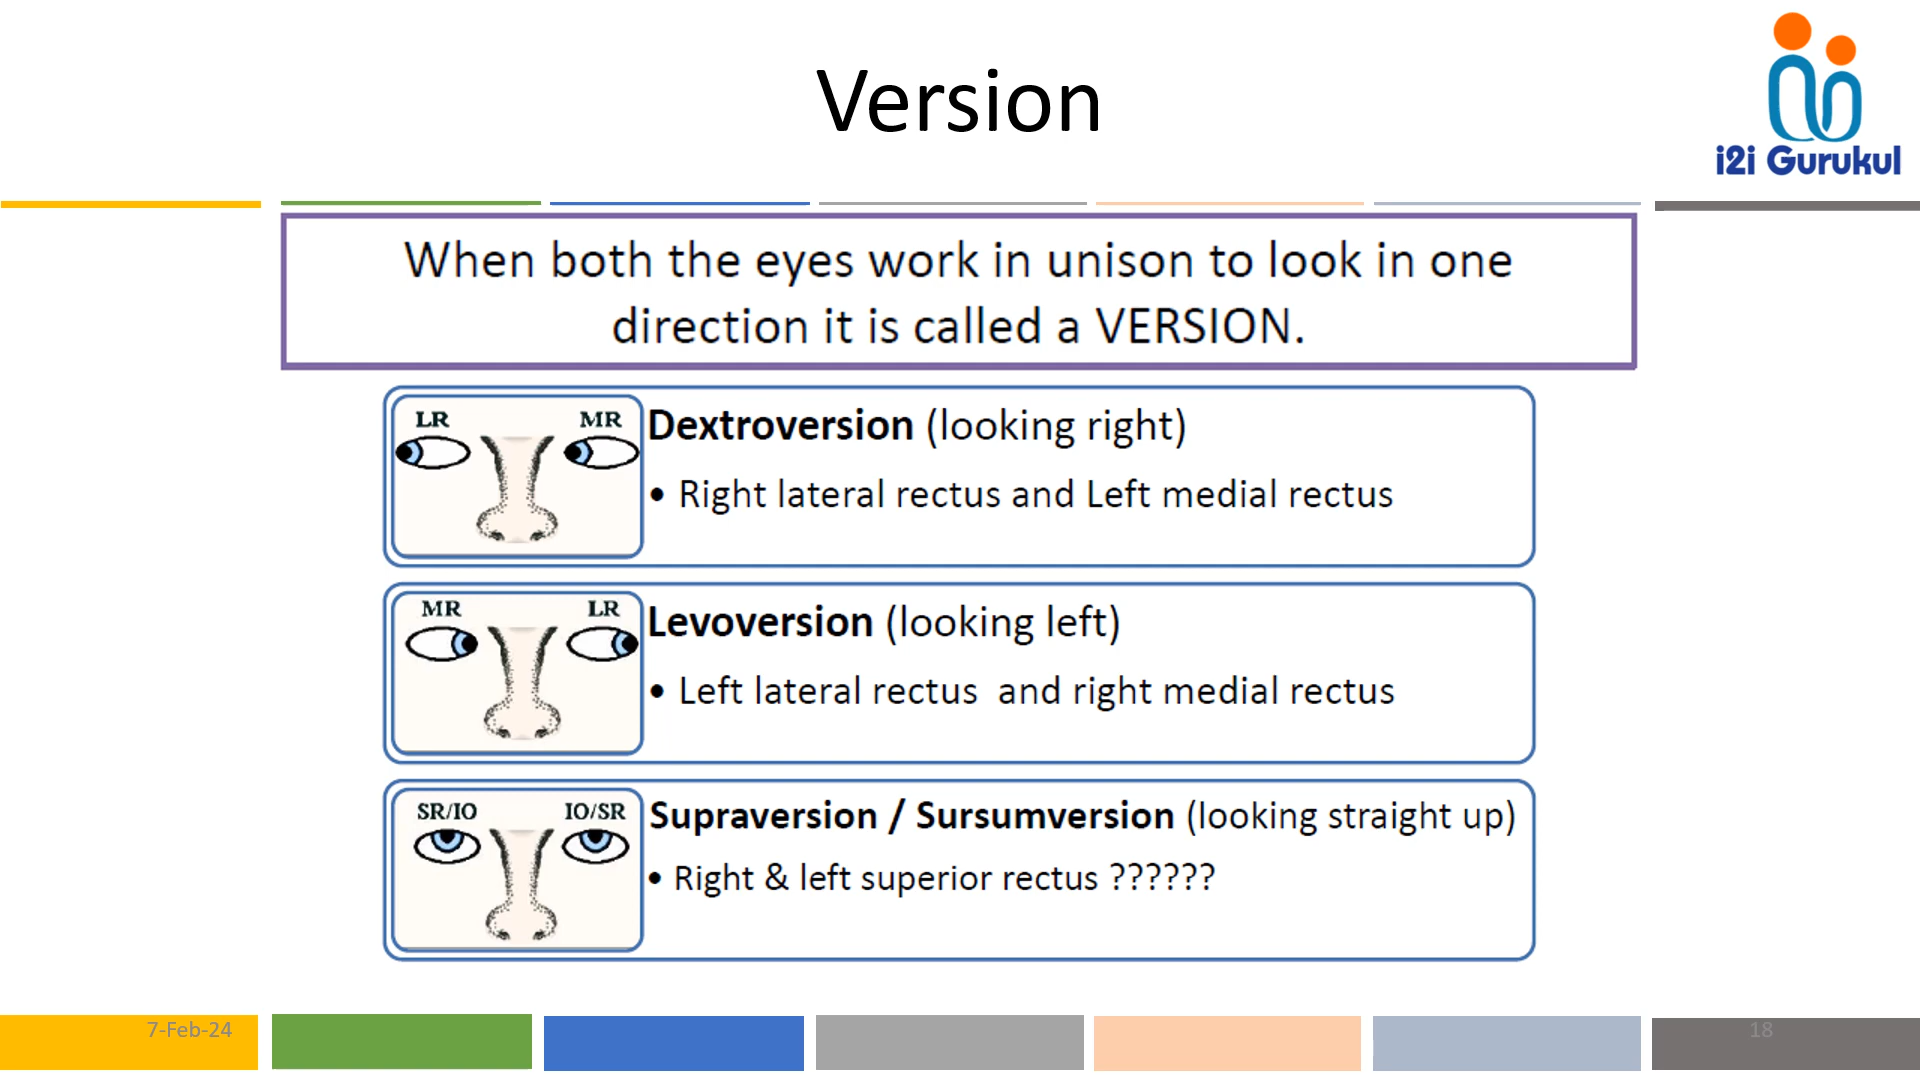 Version
i2i Gurukul
When both the eyes work in unison to look in one
direction it is called a VERSION.
LR MR
Dextroversion (looking right)
• Right lateral rectus and Left medial rectus
MR LR
Levoversion (looking left)
• Left lateral rectus  and right medial rectus
SR/IO IO/SR
Supraversion / Sursumversion (looking straight up)
• Right & left superior rectus ??????
7-Feb-24
18